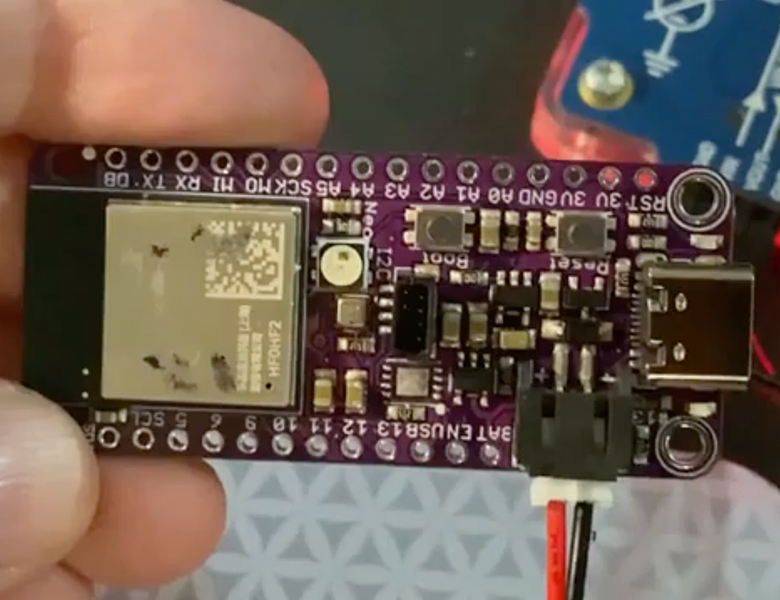 BAT EN USB 13 12 11 10 9 6 5 SCL
Reset
Boot
I2C
Neo
RST 3V 3V GND A0 A1 A2 A3 A4 A5 SCK MO MI RX TX DB
HF0HF2